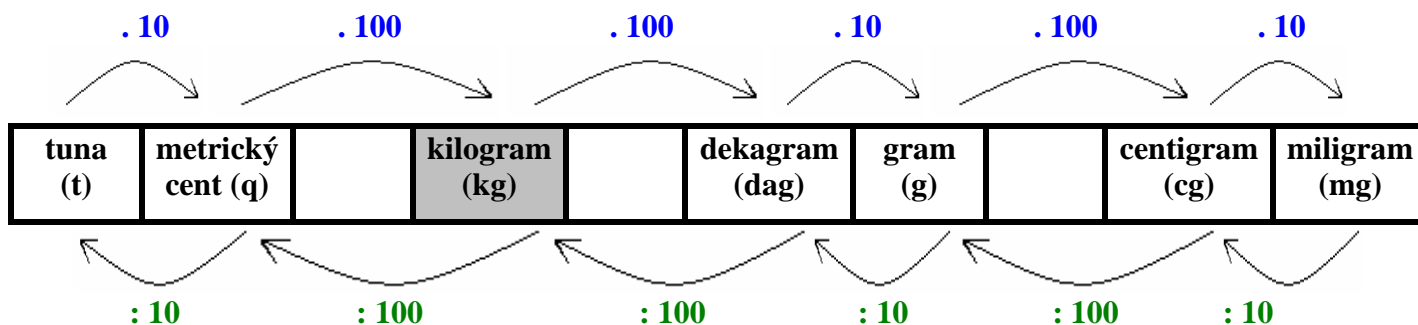 . 10 . 100 . 100 . 10 . 100 . 10
tuna metrický kilogram dekagram gram centigram miligram
(t) cent (q) (kg) (dag) (g) (cg) (mg)
: 10 : 100 : 100 : 10 : 100 : 10